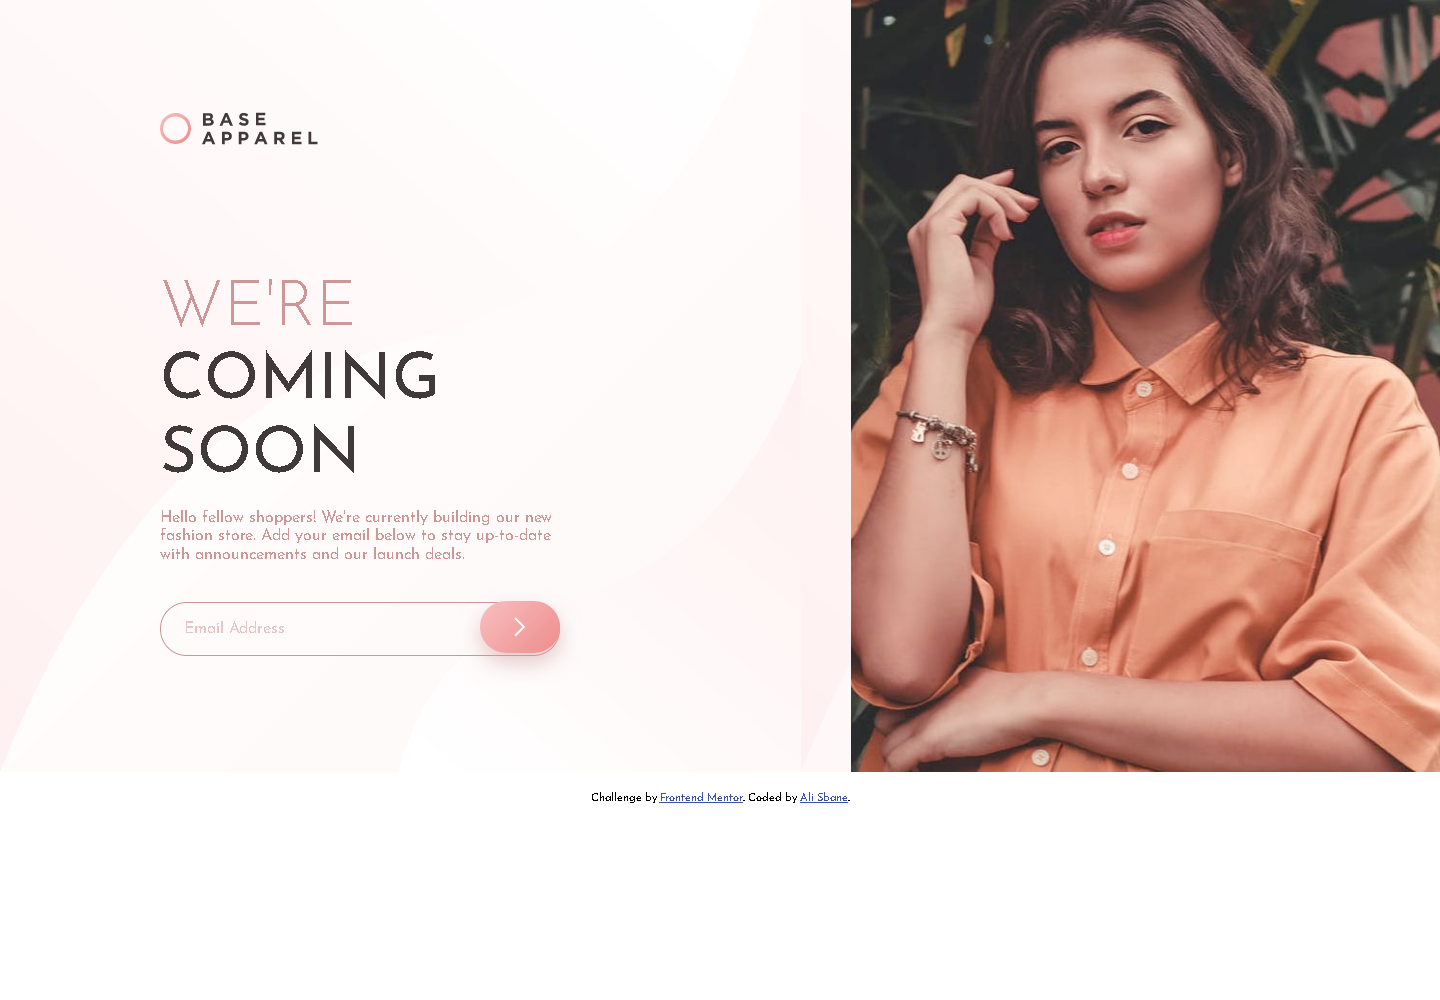 BASE
APPAREL
WE'RE
COMING
SOON
Hello fellow shoppers! We're currently building our new
fashion store. Add your email below to stay up-to-date
with announcements and our launch deals.
Email Address
Challenge by Frontend Mentor. Coded by Ali Sbane.